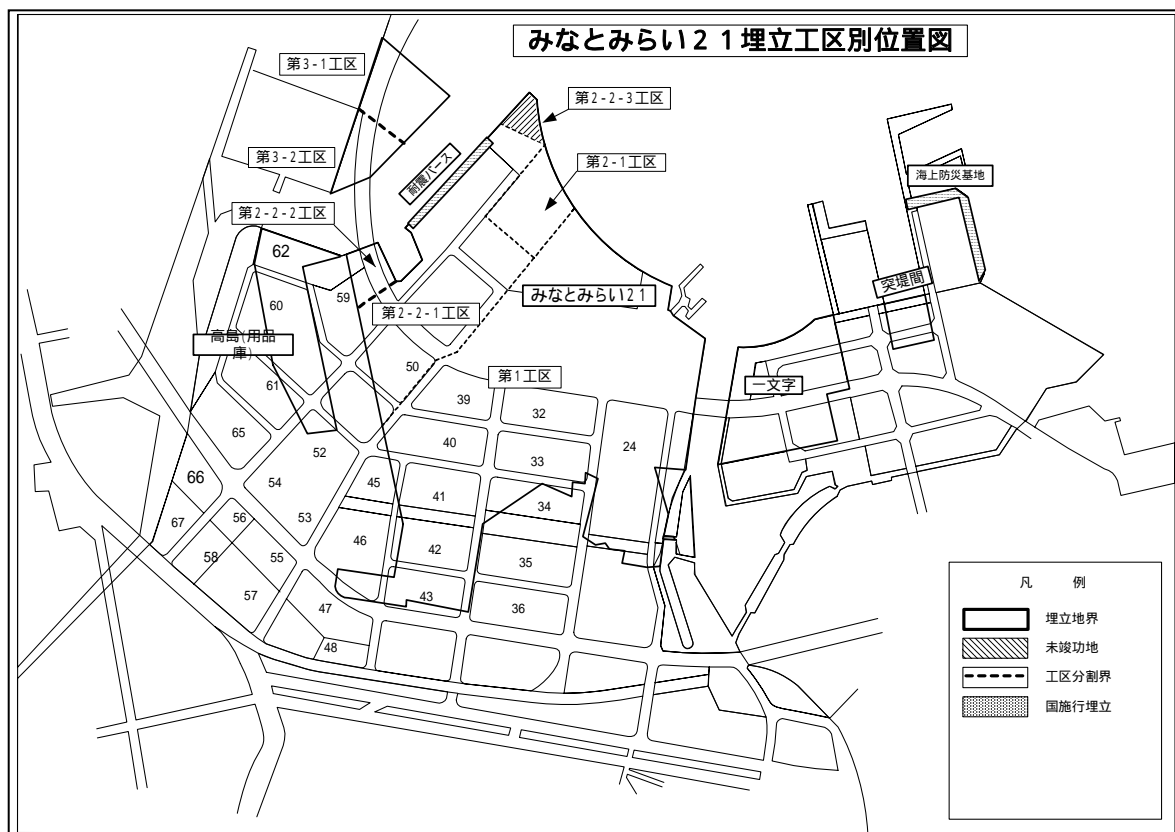 みなとみらい２１埋立工区別位置図
第3-1工区
第2-2-3工区
第3-2工区
耐震バース
第2-1工区
海上防災基地
第2-2-2工区
62
突堤間
60
59
みなとみらい21
第2-2-1工区
高島(用品
庫)
50
第1工区
一文字
61
39
32
65
40
24
52
33
66
54
45
41
34
67
56
53
46
42
35
58
55
57
47
43
36
48
凡 例
埋立地界
未竣功地
工区分割界
国施行埋立